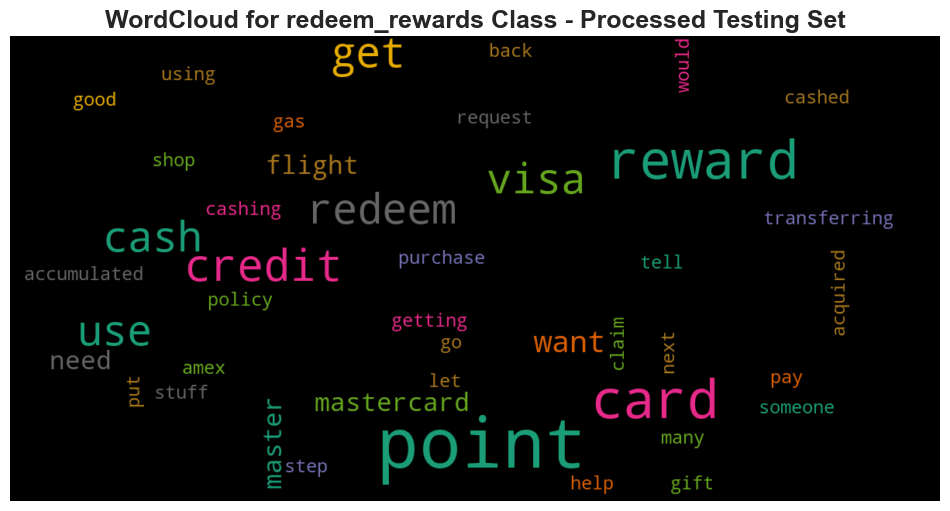 WordCloud for redeem_rewards Class - Processed Testing Set
get
back
would
using
good
cashed
gas
request
shop
flight
reward
visa
cashing
redeem
transferring
cash
credit
purchase
tell
accumulated
acquired
policy
use
getting
go
want
claim
next
need
amex
let
pay
put
stuff
mastercard
card
someone
master
point
many
step
help
gift